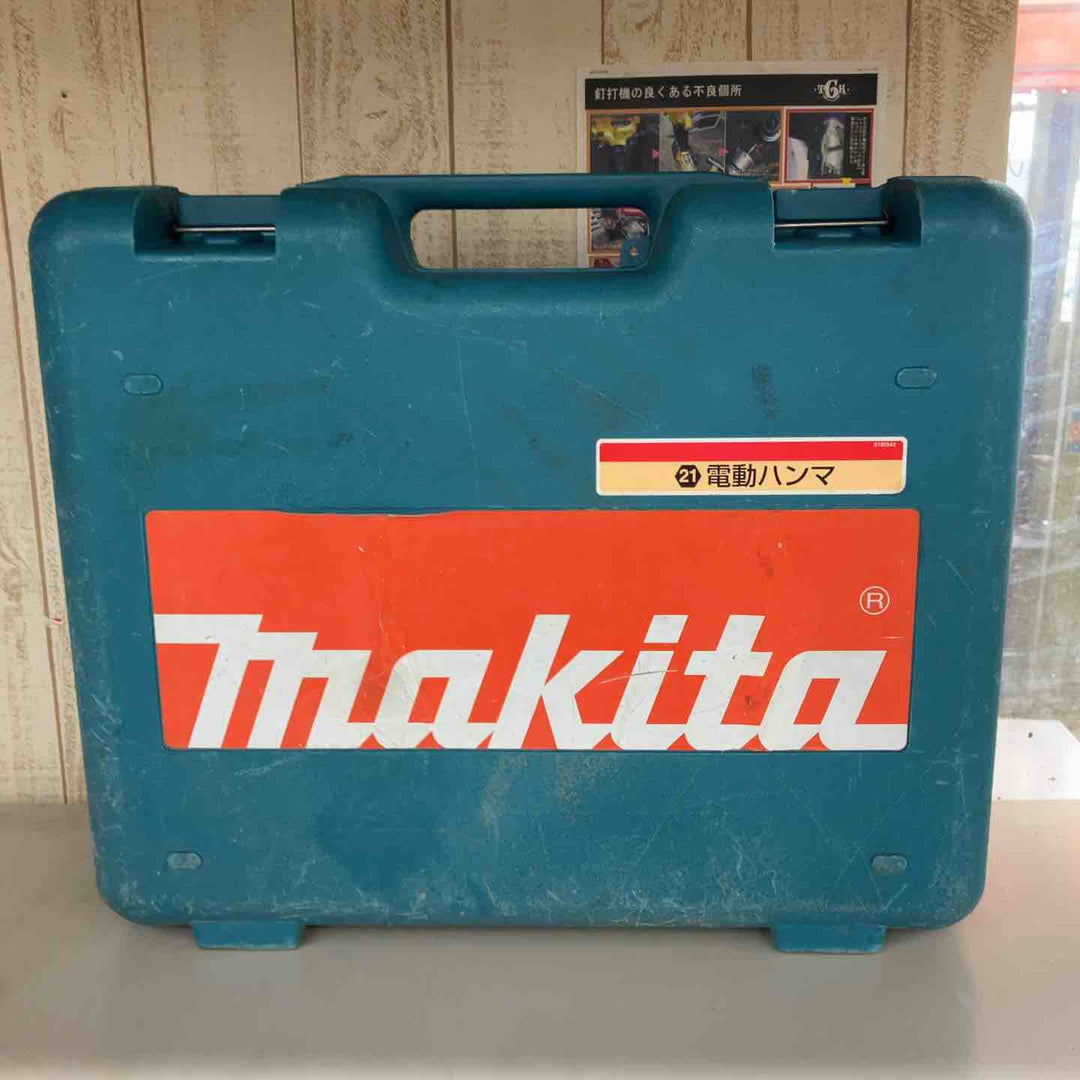 釘打機の良くある不良個所
TGK
21 電動ハンマ
makita
®